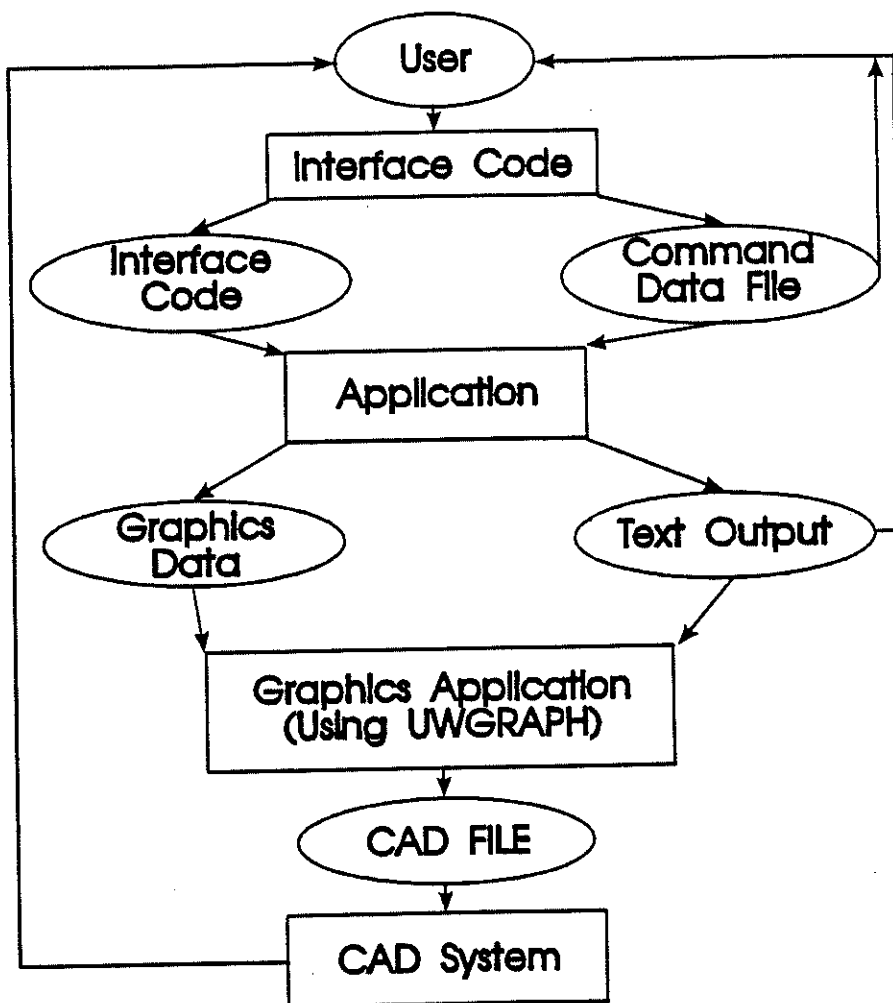 User
Interface Code
Interface
Code
Command
Data File
Application
Graphics
Data
Text Output
Graphics Application
(Using UWGRAPH)
CAD FILE
CAD System